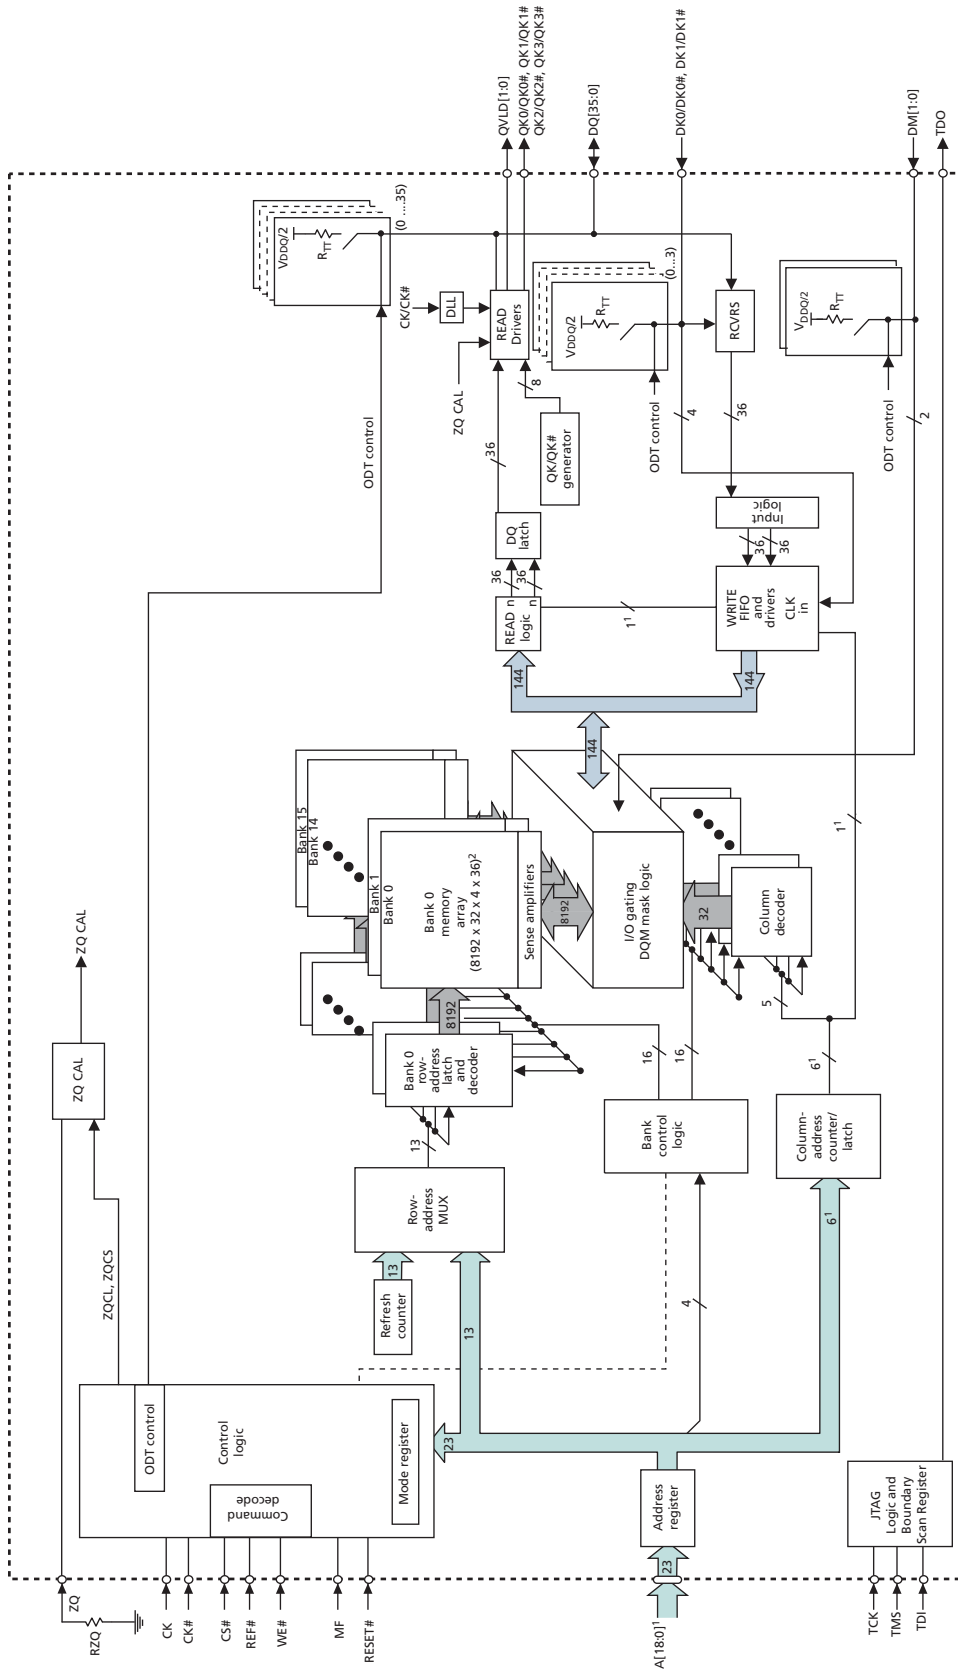 ZQ
RZQ
CK
CK#
CS#
REF#
WE#
MF
RESET#
A[18:0]¹
TCK
TMS
TDI
ODT control
Control
logic
Command
decode
Mode register
ZQCL, ZQCS
ZQ CAL
ZQ CAL
23
Address
register
23
13
4
6¹
JTAG
Logic and
Boundary
Scan Register
Refresh
counter
13
Row-
address
MUX
13
Bank
control
logic
16
16
Column-
address
counter/
latch
6¹
5
1¹
Bank 0
row-
address
latch
and
decoder
8192
Bank 15
Bank 14
Bank 1
Bank 0
Bank 0
memory
array
(8192 x 32 x 4 x 36)²
Sense amplifiers
8192
I/O gating
DQM mask logic
32
Column
decoder
144
144
144
READ n
logic n
36
36
DQ
latch
36
1¹
WRITE
FIFO
and
drivers
CLK
in
36
36
Input
logic
36
4
2
QK/QK#
generator
8
ZQ CAL
CK/CK#
DLL
READ
Drivers
RCVRS
ODT control
VDDQ/2
RTT
(0 ....35)
ODT control
VDDQ/2
RTT
(0...3)
ODT control
VDDQ/2
RTT
QVLD[1:0]
QK0/QK0#, QK1/QK1#
QK2/QK2#, QK3/QK3#
DQ[35:0]
DK0/DK0#, DK1/DK1#
DM[1:0]
TDO